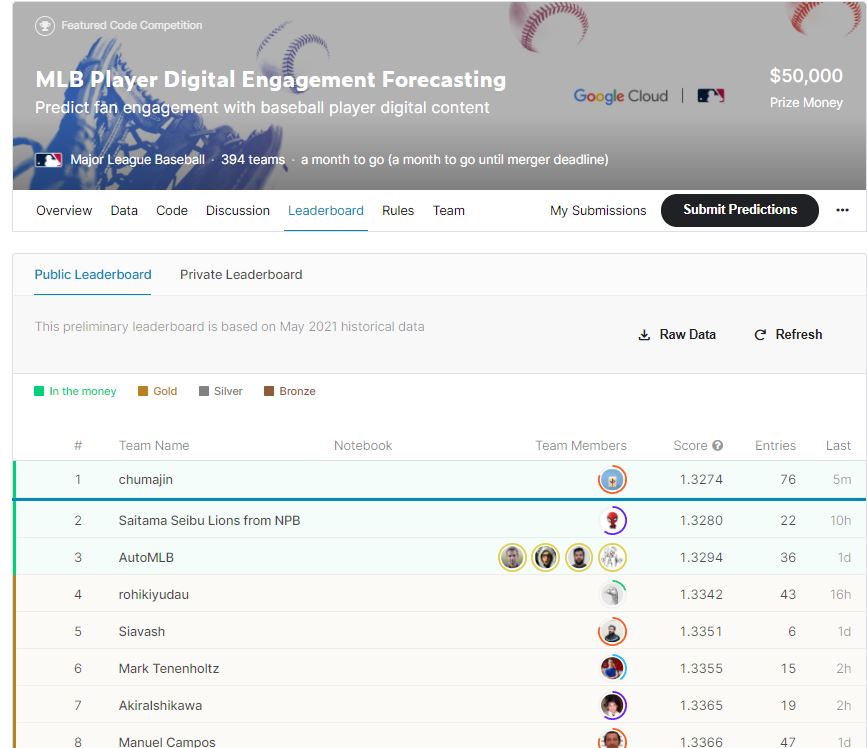 Featured Code Competition
MLB Player Digital Engagement Forecasting
Predict fan engagement with baseball player digital content
Google Cloud
$50,000
Prize Money
Major League Baseball · 394 teams · a month to go (a month to go until merger deadline)
Overview Data Code Discussion Leaderboard Rules Team My Submissions Submit Predictions ...
Public Leaderboard Private Leaderboard
This preliminary leaderboard is based on May 2021 historical data
Raw Data Refresh
In the money Gold Silver Bronze
# Team Name Notebook Team Members Score ? Entries Last
1 chumajin 1.3274 76 5m
2 Saitama Seibu Lions from NPB 1.3280 22 10h
3 AutoMLB 1.3294 36 1d
4 rohikiyudau 1.3342 43 16h
5 Siavash 1.3351 6 1d
6 Mark Tenenholtz 1.3355 15 2h
7 AkiraIshikawa 1.3365 19 2h
8 Manuel Campos 1.3366 47 1d